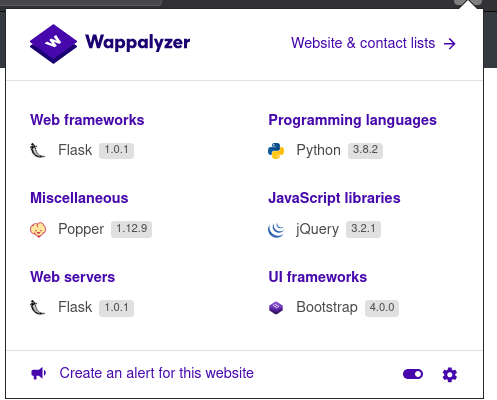 Wappalyzer
Website & contact lists
Web frameworks
Flask 1.0.1
Programming languages
Python 3.8.2
Miscellaneous
Popper 1.12.9
JavaScript libraries
jQuery 3.2.1
Web servers
Flask 1.0.1
UI frameworks
Bootstrap 4.0.0
Create an alert for this website